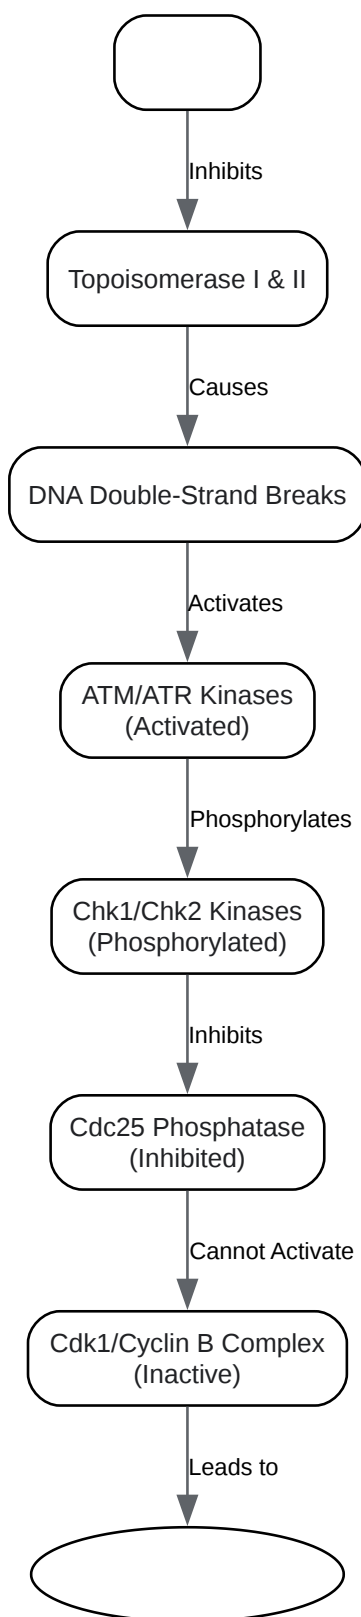 Inhibits
Topoisomerase I & II
Causes
DNA Double-Strand Breaks
Activates
ATM/ATR Kinases
(Activated)
Phosphorylates
Chk1/Chk2 Kinases
(Phosphorylated)
Inhibits
Cdc25 Phosphatase
(Inhibited)
Cannot Activate
Cdk1/Cyclin B Complex
(Inactive)
Leads to